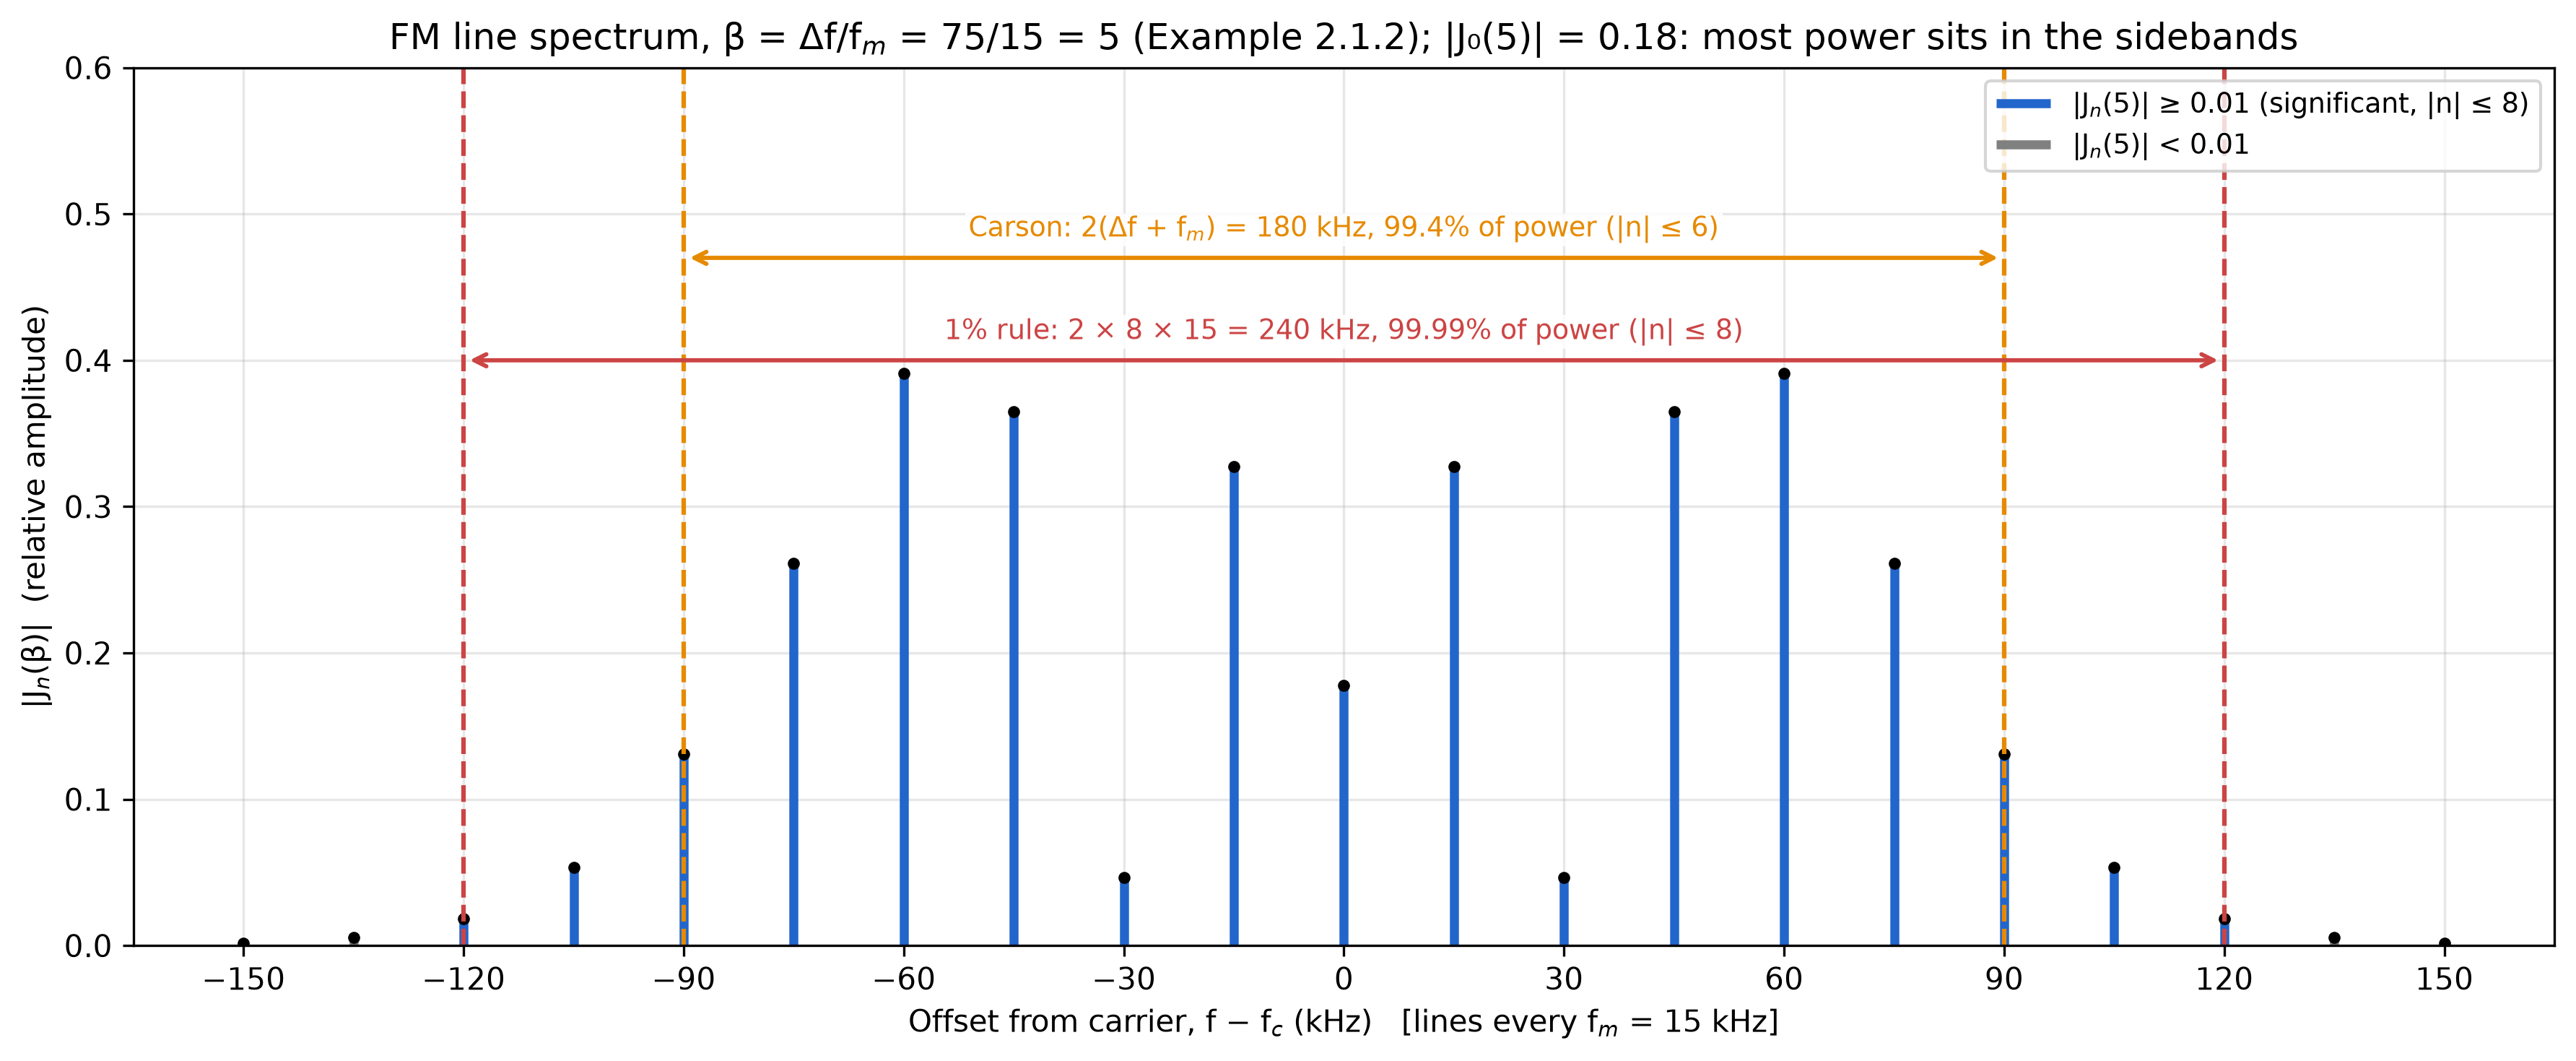 FM line spectrum, β = Δf/fₘ = 75/15 = 5 (Example 2.1.2); |J₀(5)| = 0.18: most power sits in the sidebands
|Jₙ(5)| ≥ 0.01 (significant, |n| ≤ 8)
|Jₙ(5)| < 0.01
Carson: 2(Δf + fₘ) = 180 kHz, 99.4% of power (|n| ≤ 6)
1% rule: 2 × 8 × 15 = 240 kHz, 99.99% of power (|n| ≤ 8)
|Jₙ(β)| (relative amplitude)
0.6
0.5
0.4
0.3
0.2
0.1
0.0
−150 −120 −90 −60 −30 0 30 60 90 120 150
Offset from carrier, f − f_c (kHz) [lines every fₘ = 15 kHz]